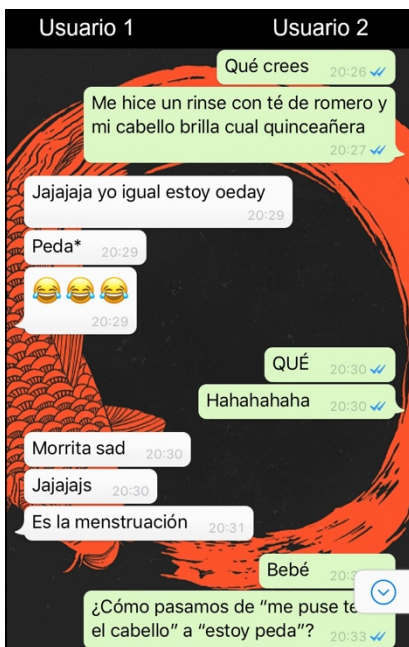 Usuario 1 Usuario 2
Qué crees 20:26
Me hice un rinse con té de romero y
mi cabello brilla cual quinceañera
20:27
Jajajaja yo igual estoy oeday
20:29
Peda* 20:29
😂😂😂
20:29
QUÉ 20:30
Hahahahaha 20:30
Morrita sad 20:30
Jajajajs 20:30
Es la menstruación 20:31
Bebé
¿Cómo pasamos de “me puse
el cabello” a “estoy peda”? 20:33